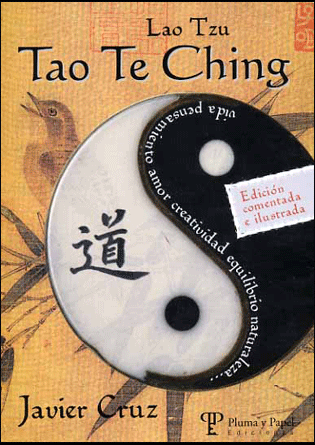 Lao Tzu
Tao Te Ching
vida pensamiento amor creatividad equilibrio naturaleza...
Edición
comentada
e ilustrada
道
Javier Cruz
Pluma y Papel
Ediciones